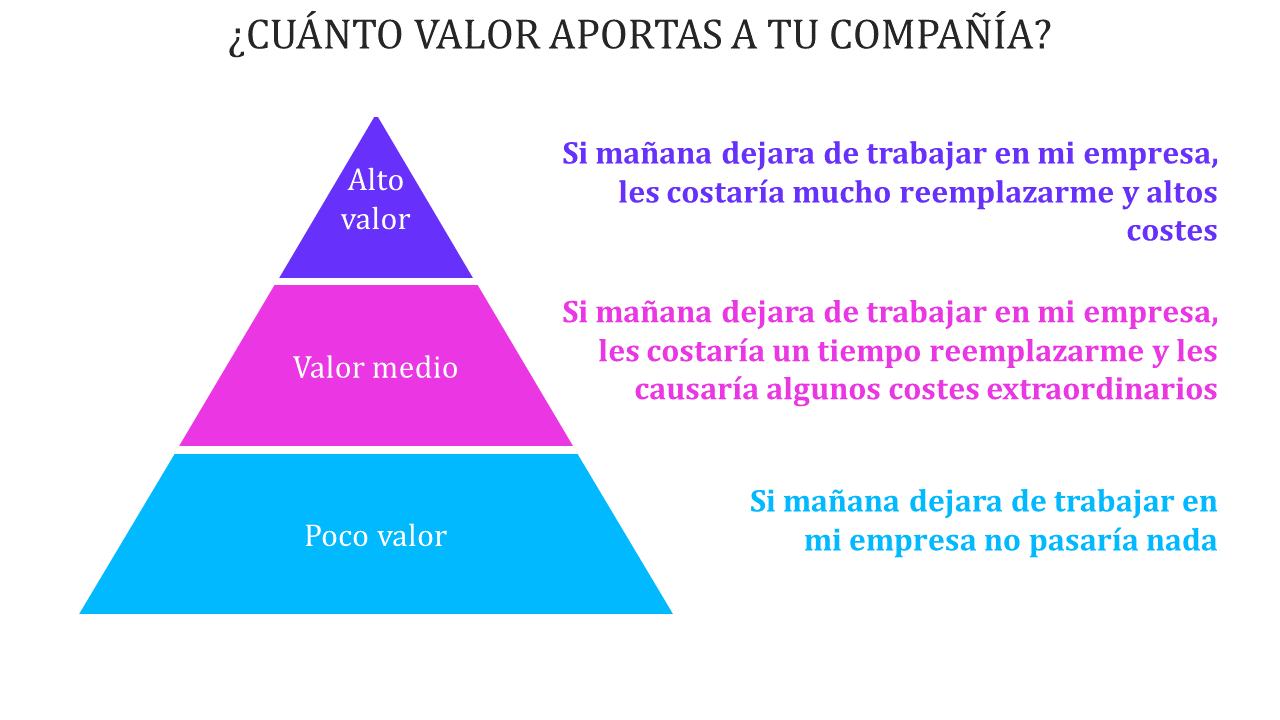 ¿CUÁNTO VALOR APORTAS A TU COMPAÑÍA?
Alto
valor
Si mañana dejara de trabajar en mi empresa,
les costaría mucho reemplazarme y altos
costes
Valor medio
Si mañana dejara de trabajar en mi empresa,
les costaría un tiempo reemplazarme y les
causaría algunos costes extraordinarios
Poco valor
Si mañana dejara de trabajar en
mi empresa no pasaría nada